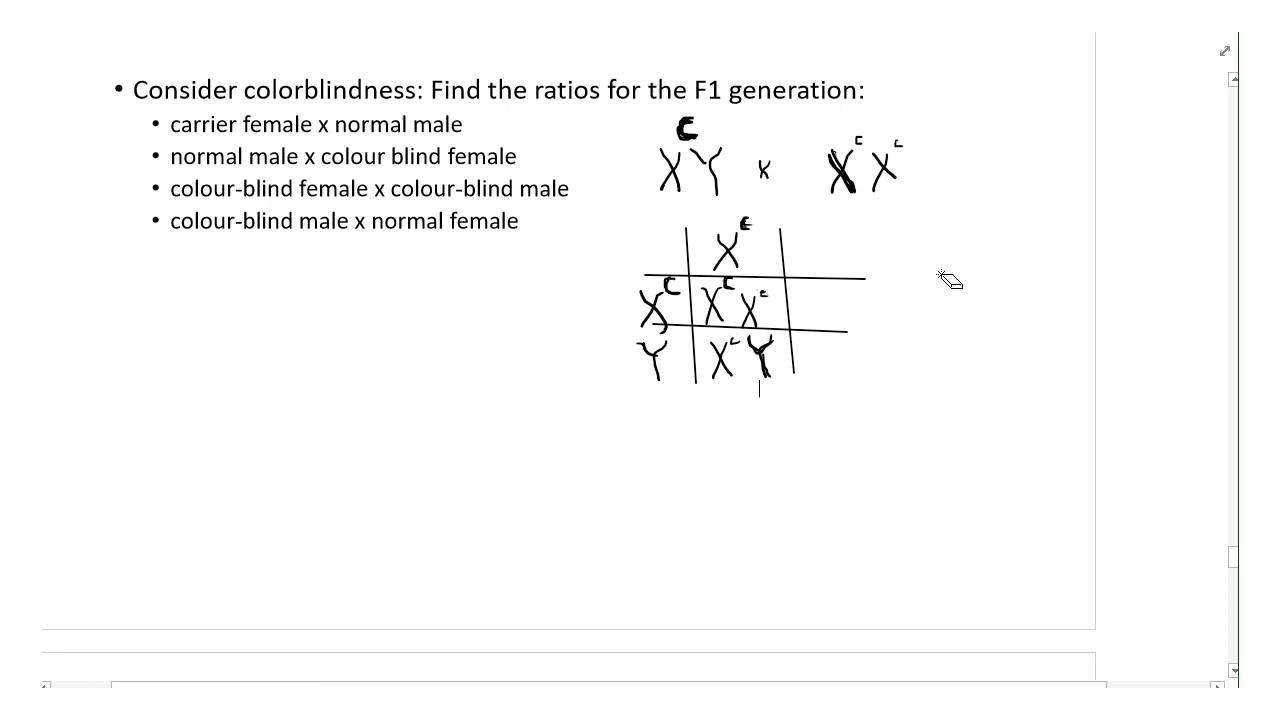 • Consider colorblindness: Find the ratios for the F1 generation:
• carrier female x normal male
• normal male x colour blind female
• colour-blind female x colour-blind male
• colour-blind male x normal female
X^C Y x X^c X^c
X^c
X^C X^C X^c
Y X^c Y